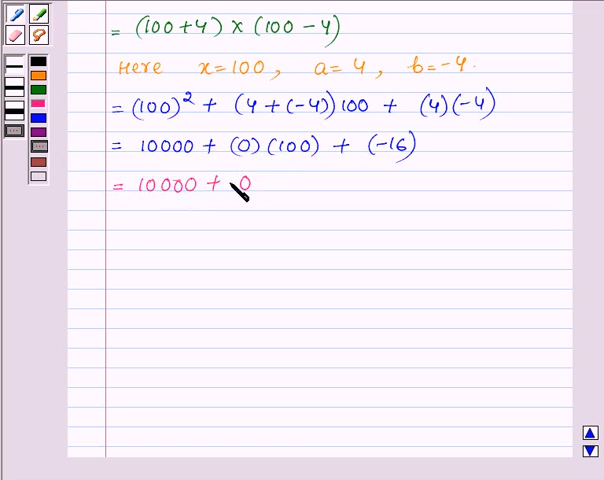 = (100+4) x (100-4)
Here x=100, a=4, b=-4.
= (100)² + (4+(-4))100 + (4)(-4)
= 10000 + (0)(100) + (-16)
= 10000 + 0